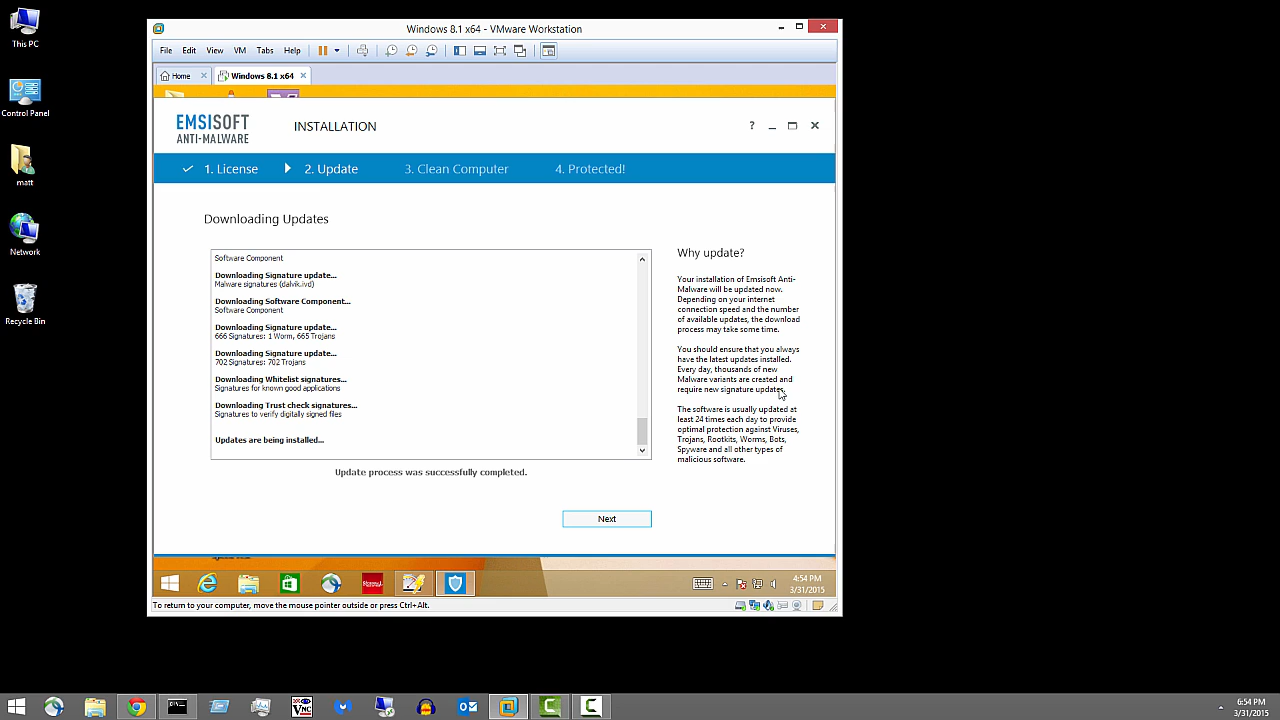 This PC
Control Panel
matt
Network
Recycle Bin
Windows 8.1 x64 - VMware Workstation
File Edit View VM Tabs Help
Home
Windows 8.1 x64
EMSISOFT
ANTI-MALWARE
INSTALLATION
?
1. License
2. Update
3. Clean Computer
4. Protected!
Downloading Updates
Software Component
Downloading Signature update...
Malware signatures (dalvik.ivd)
Downloading Software Component...
Software Component
Downloading Signature update...
666 Signatures: 1 Worm, 665 Trojans
Downloading Signature update...
702 Signatures: 702 Trojans
Downloading Whitelist signatures...
Signatures for known good applications
Downloading Trust check signatures...
Signatures to verify digitally signed files
Updates are being installed...
Update process was successfully completed.
Next
Why update?
Your installation of Emsisoft Anti-
Malware will be updated now.
Depending on your internet
connection speed and the number
of available updates, the download
process may take some time.
You should ensure that you always
have the latest updates installed.
Every day, thousands of new
Malware variants are created and
require new signature updates.
The software is usually updated at
least 24 times each day to provide
optimal protection against Viruses,
Trojans, Rootkits, Worms, Bots,
Spyware and all other types of
malicious software.
4:54 PM
3/31/2015
To return to your computer, move the mouse pointer outside or press Ctrl+Alt.
VNC
6:54 PM
3/31/2015